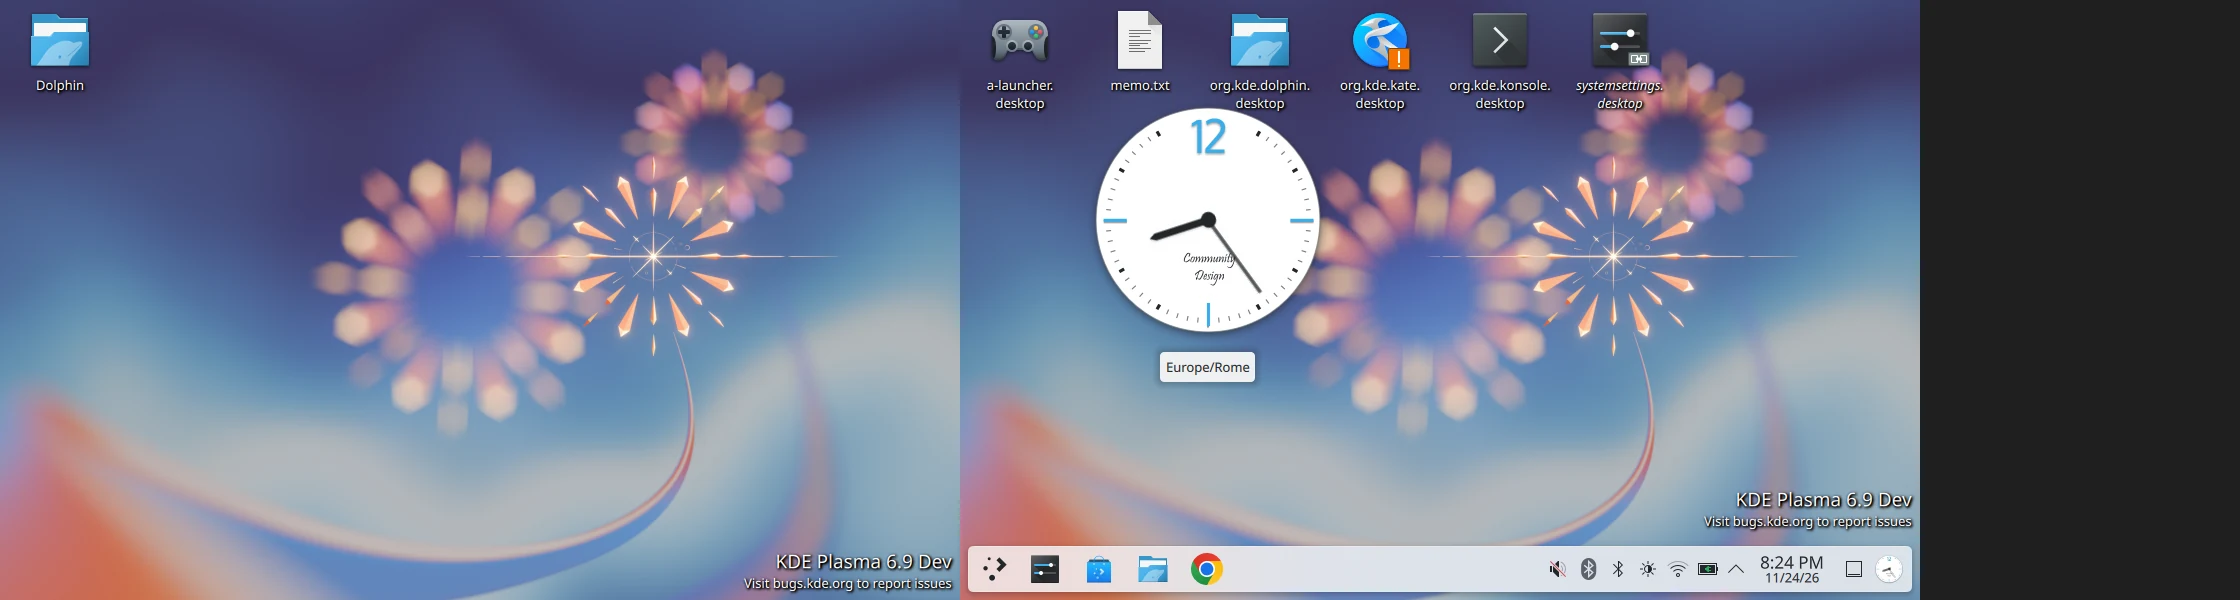 Dolphin
KDE Plasma 6.9 Dev
Visit bugs.kde.org to report issues
a-launcher.
desktop
memo.txt
org.kde.dolphin.
desktop
org.kde.kate.
desktop
org.kde.konsole.
desktop
systemsettings.
desktop
12
Community
Design
Europe/Rome
KDE Plasma 6.9 Dev
Visit bugs.kde.org to report issues
8:24 PM
11/24/26